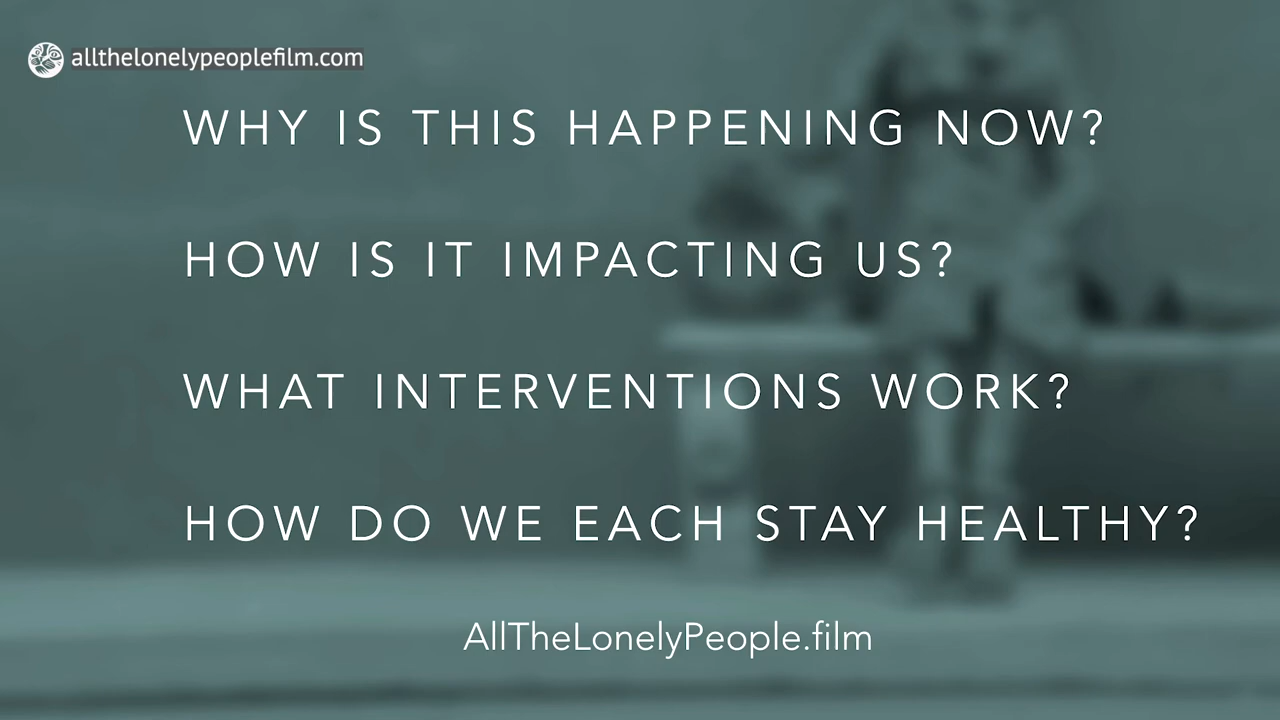 allthelonelypeoplefilm.com
WHY IS THIS HAPPENING NOW?
HOW IS IT IMPACTING US?
WHAT INTERVENTIONS WORK?
HOW DO WE EACH STAY HEALTHY?
AllTheLonelyPeople.film